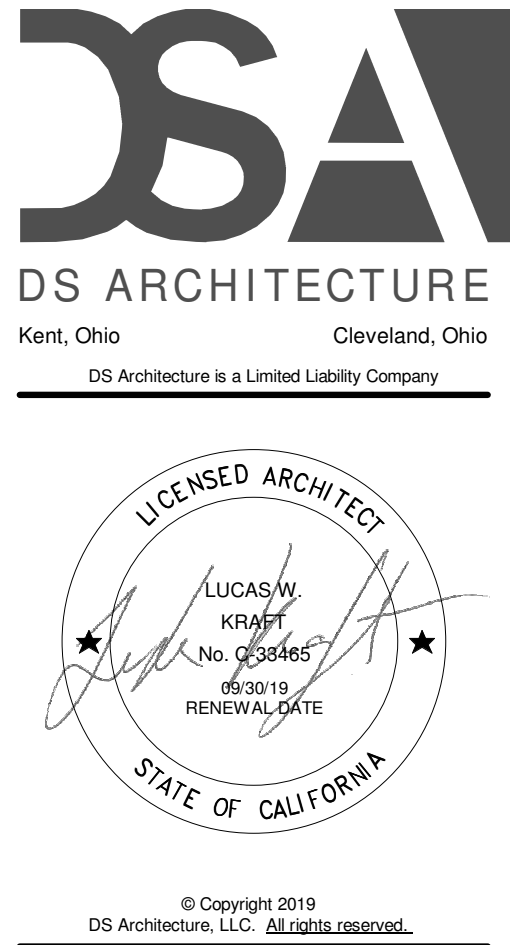 DSA
DS ARCHITECTURE
Kent, Ohio Cleveland, Ohio
DS Architecture is a Limited Liability Company
LICENSED ARCHITECT
LUCAS W.
KRAFT
No. C-33465
09/30/19
RENEWAL DATE
STATE OF CALIFORNIA
© Copyright 2019
DS Architecture, LLC. All rights reserved.